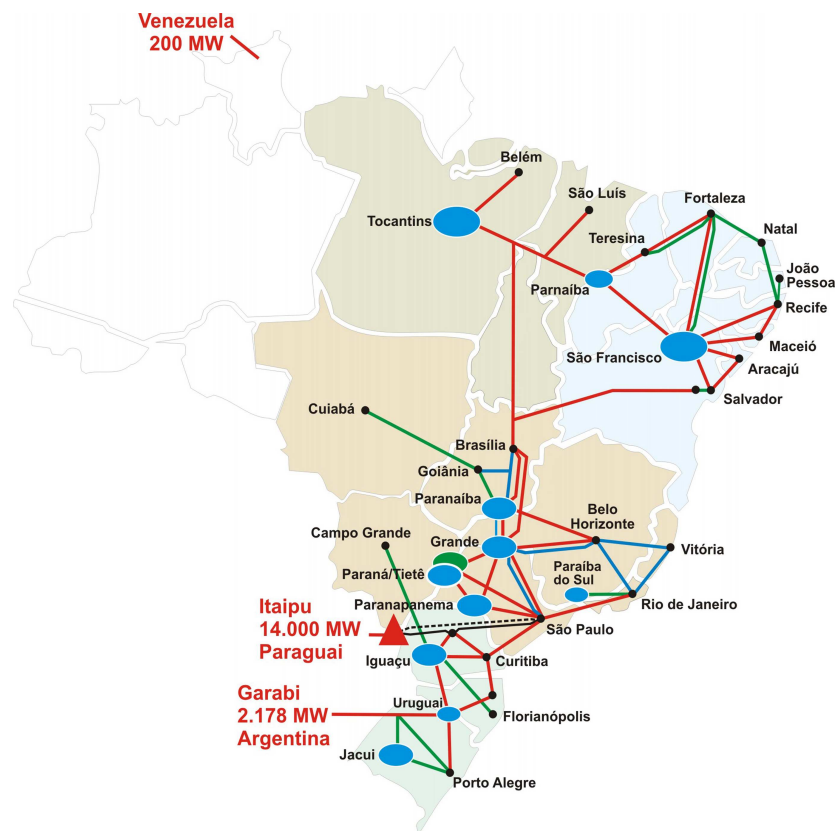 Venezuela
200 MW
Belém
São Luís
Fortaleza
Tocantins
Teresina
Natal
João
Pessoa
Parnaíba
Recife
São Francisco
Maceió
Aracajú
Salvador
Cuiabá
Brasília
Goiânia
Paranaíba
Belo
Horizonte
Campo Grande
Grande
Vitória
Paraíba
do Sul
Paraná/Tietê
Paranapanema
Rio de Janeiro
Itaipu
14.000 MW
Paraguai
São Paulo
Iguaçu
Curitiba
Garabi
2.178 MW
Argentina
Uruguai
Florianópolis
Jacui
Porto Alegre